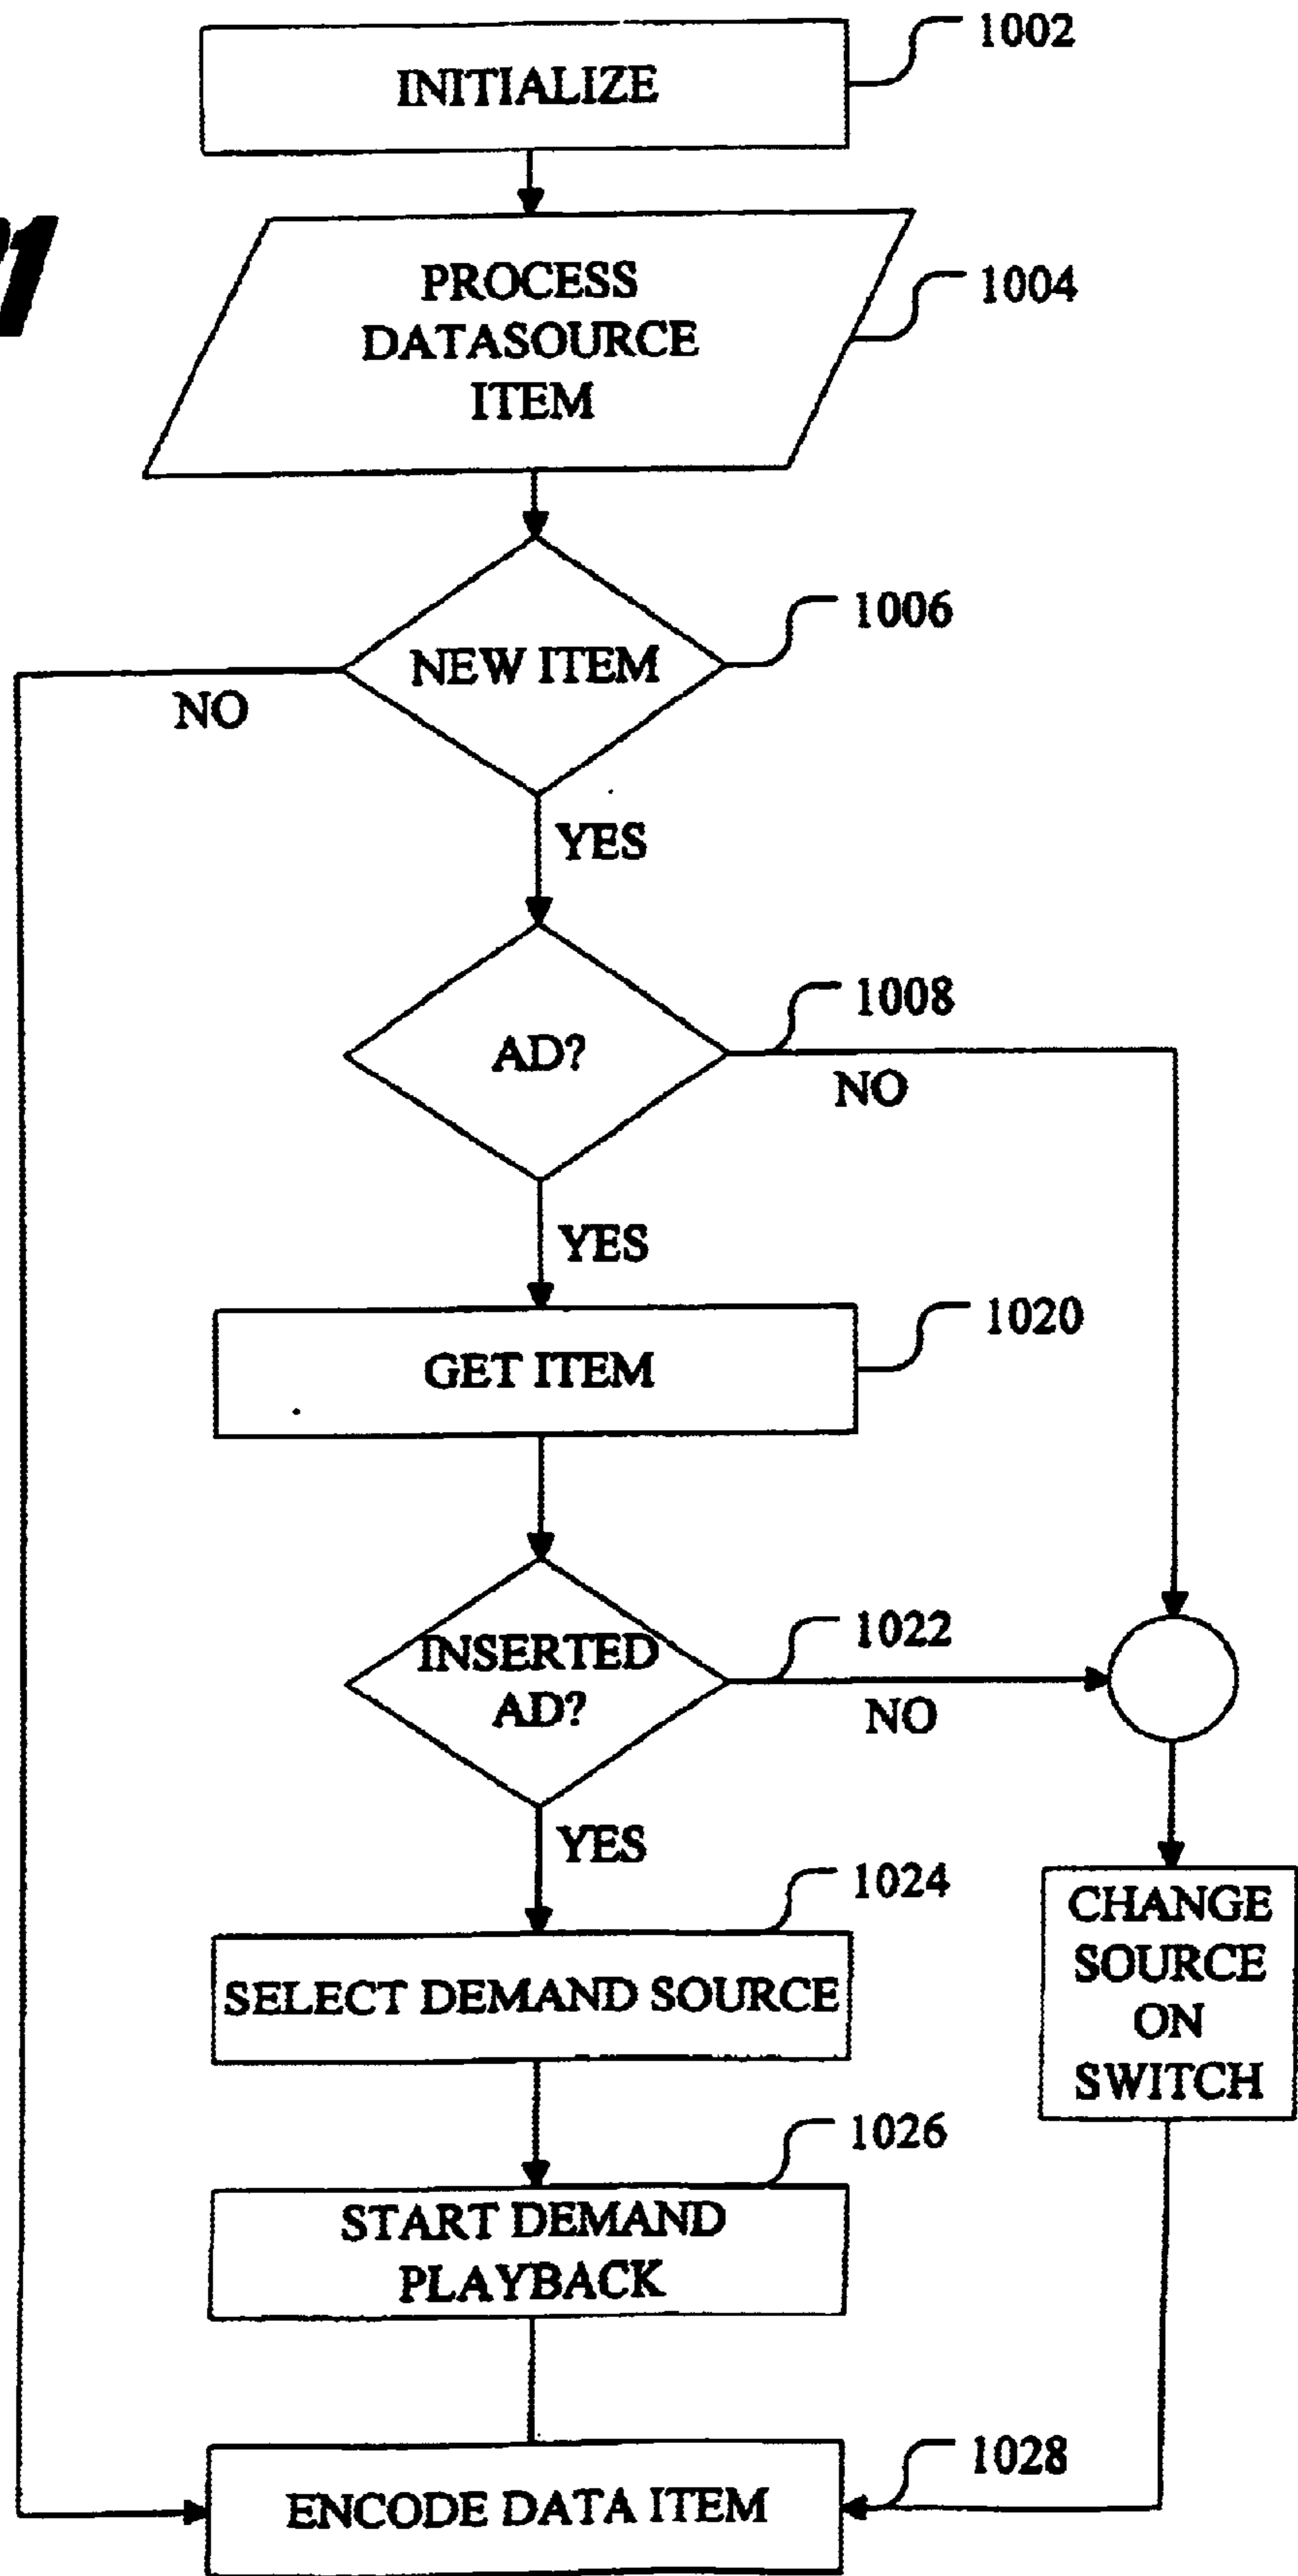 INITIALIZE
1002
PROCESS
DATASOURCE
ITEM
1004
NEW ITEM
1006
NO
YES
AD?
1008
NO
YES
GET ITEM
1020
INSERTED
AD?
1022
NO
YES
1024
SELECT DEMAND SOURCE
CHANGE
SOURCE
ON
SWITCH
1026
START DEMAND
PLAYBACK
1028
ENCODE DATA ITEM